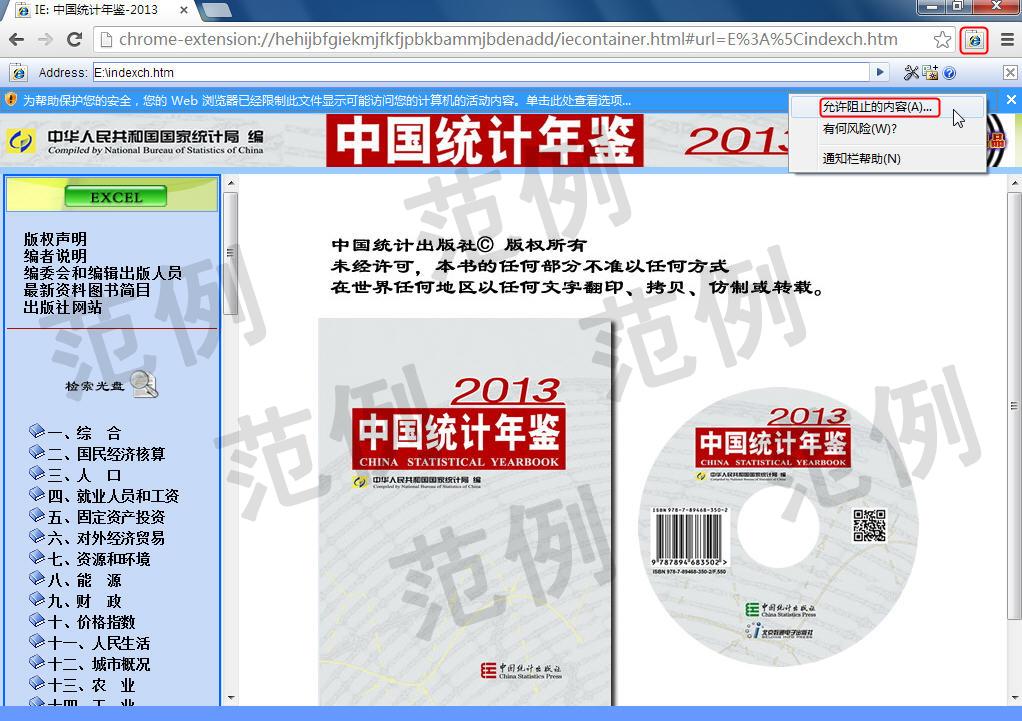 IE: 中国统计年鉴-2013
chrome-extension://hehijbfgiekmjfkfjpbkbammjbdenadd/iecontainer.html#url=E%3A%5Cindexch.htm
Address: E:\indexch.htm
为帮助保护您的安全，您的 Web 浏览器已经限制此文件显示可能访问您的计算机的活动内容。单击此处查看选项...
允许阻止的内容(A)...
有何风险(W)?
通知栏帮助(N)
中华人民共和国国家统计局 编
Compiled by National Bureau of Statistics of China
中国统计年鉴
2013
EXCEL
版权声明
编者说明
编委会和编辑出版人员
最新资料图书简目
出版社网站
检索光盘
一、综 合
二、国民经济核算
三、人 口
四、就业人员和工资
五、固定资产投资
六、对外经济贸易
七、资源和环境
八、能 源
九、财 政
十、价格指数
十一、人民生活
十二、城市概况
十三、农 业
十四、工 业
中国统计出版社© 版权所有
未经许可，本书的任何部分不准以任何方式
在世界任何地区以任何文字翻印、拷贝、仿制或转载。
2013
中国统计年鉴
CHINA STATISTICAL YEARBOOK
中华人民共和国国家统计局 编
Compiled by National Bureau of Statistics of China
中国统计出版社
China Statistics Press
2013
中国统计年鉴
CHINA STATISTICAL YEARBOOK
中华人民共和国国家统计局 编
ISBN 978-7-89468-350-2
9 787894 683502 >
ISBN 978-7-89468-350-2/F.550
中国统计出版社
China Statistics Press
北京数通电子出版社
范例
范例
范例
范例
范例
范例